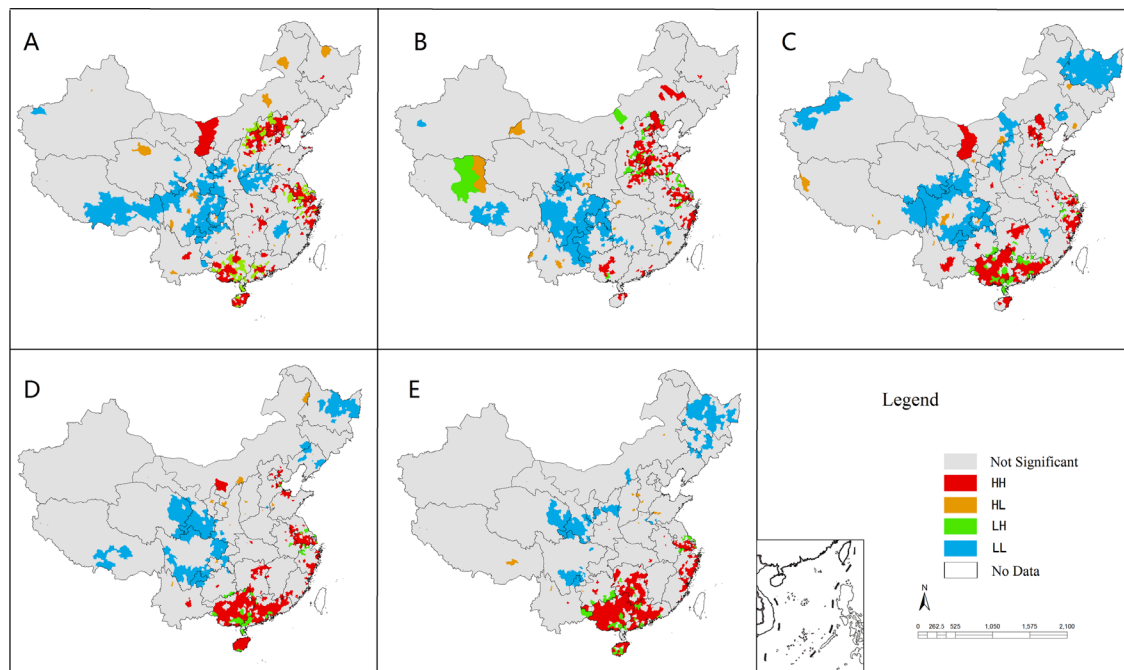 A
B
C
D
E
Legend
Not Significant
HH
HL
LH
LL
No Data
N
0 262.5 525 1,050 1,575 2,100